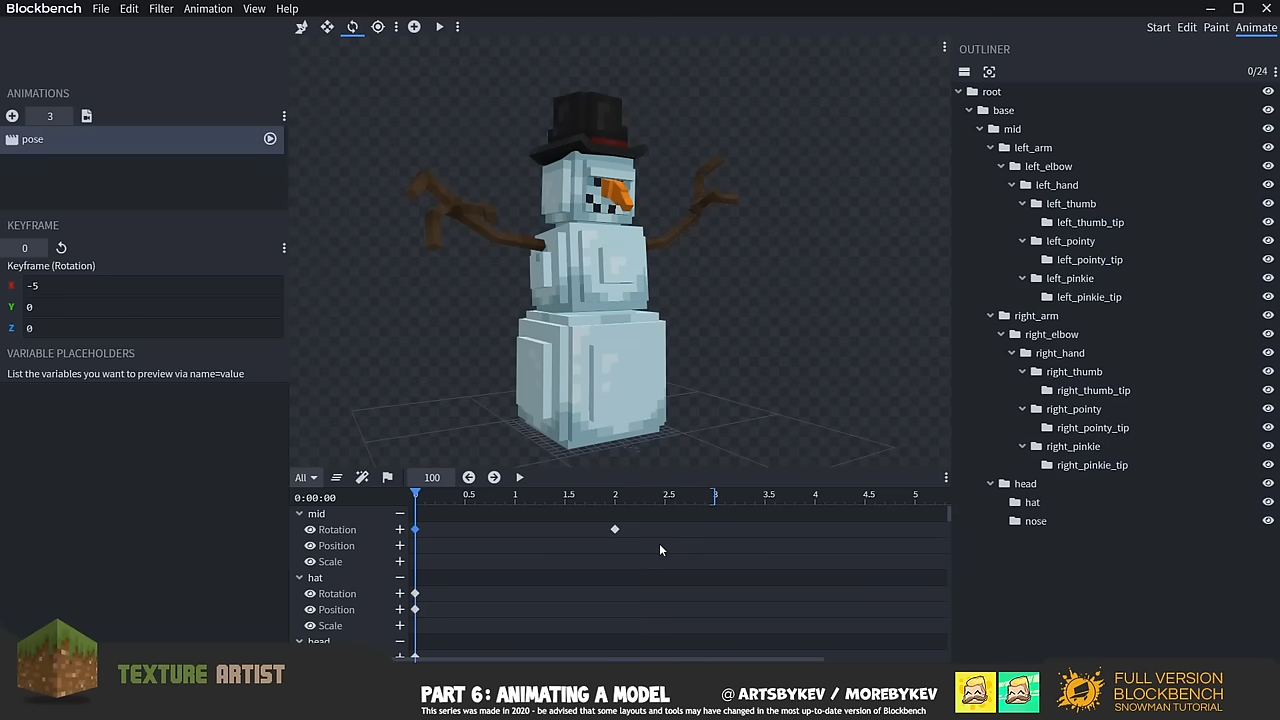 Blockbench File Edit Filter Animation View Help
Start Edit Paint Animate
ANIMATIONS
3
pose
KEYFRAME
0
Keyframe (Rotation)
X -5
Y 0
Z 0
VARIABLE PLACEHOLDERS
List the variables you want to preview via name=value
OUTLINER
0/24
root
base
mid
left_arm
left_elbow
left_hand
left_thumb
left_thumb_tip
left_pointy
left_pointy_tip
left_pinkie
left_pinkie_tip
right_arm
right_elbow
right_hand
right_thumb
right_thumb_tip
right_pointy
right_pointy_tip
right_pinkie
right_pinkie_tip
head
hat
nose
All 100
0:00:00 0 0.5 1 1.5 2 2.5 3 3.5 4 4.5 5
mid
Rotation
Position
Scale
hat
Rotation
Position
Scale
head
TEXTURE ARTIST
PART 6: ANIMATING A MODEL @ARTSBYKEV / MOREBYKEV
This series was made in 2020 - be advised that some layouts and tools may have changed in the most up-to-date version of Blockbench
FULL VERSION
BLOCKBENCH
SNOWMAN TUTORIAL